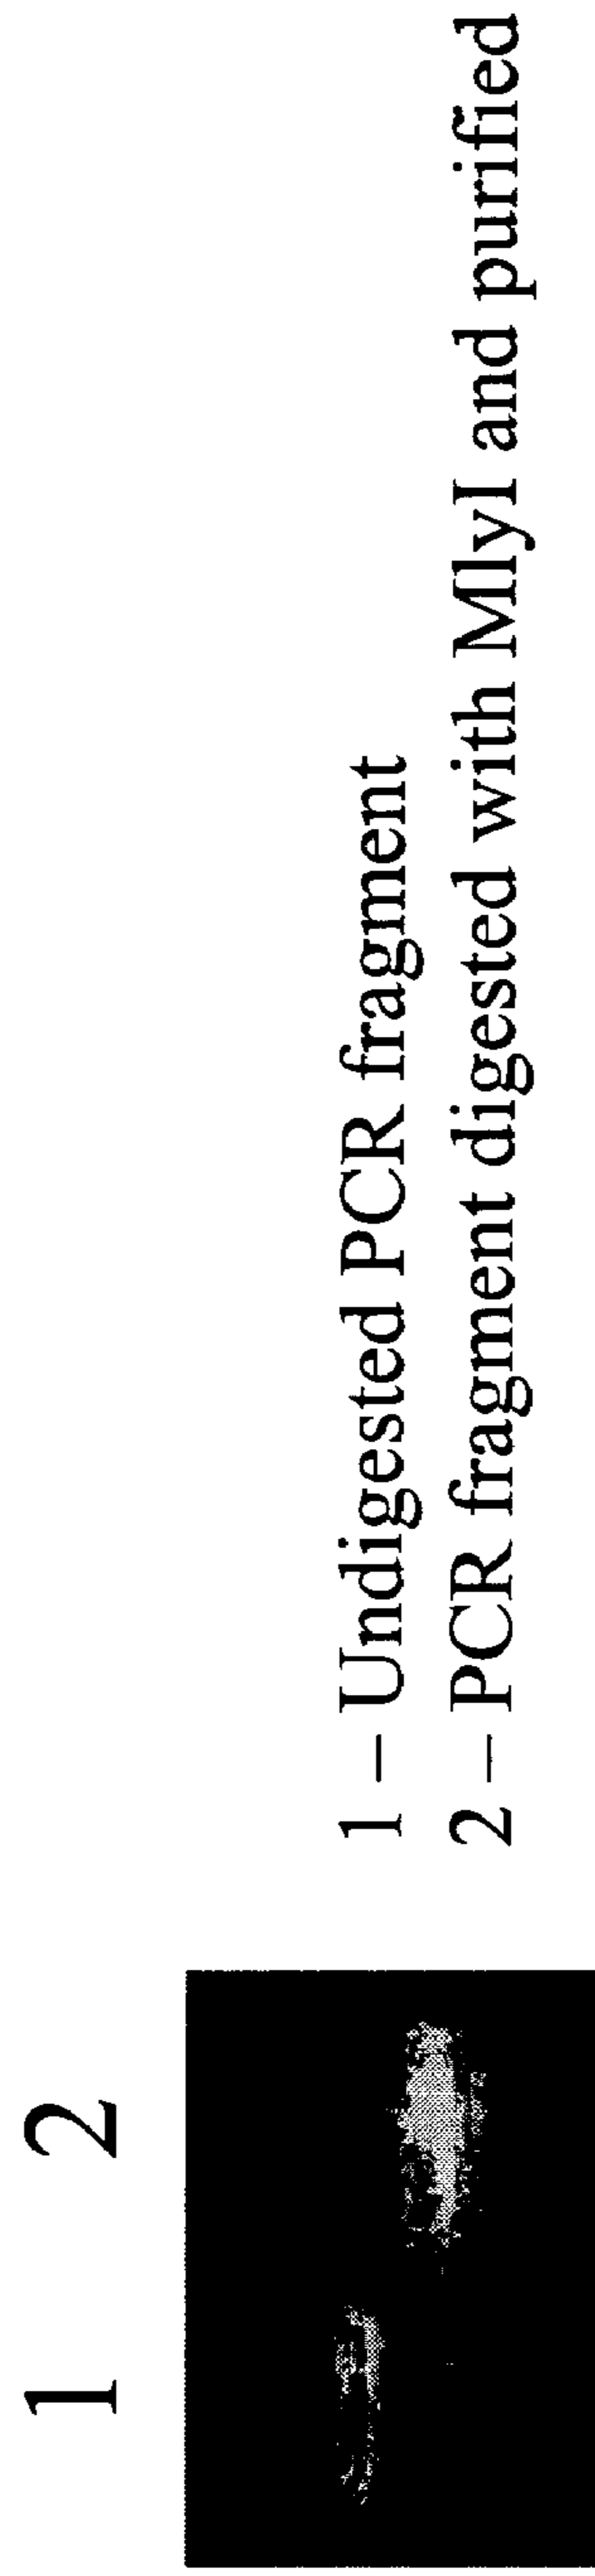 1 2
1 – Undigested PCR fragment
2 – PCR fragment digested with MlyI and purified